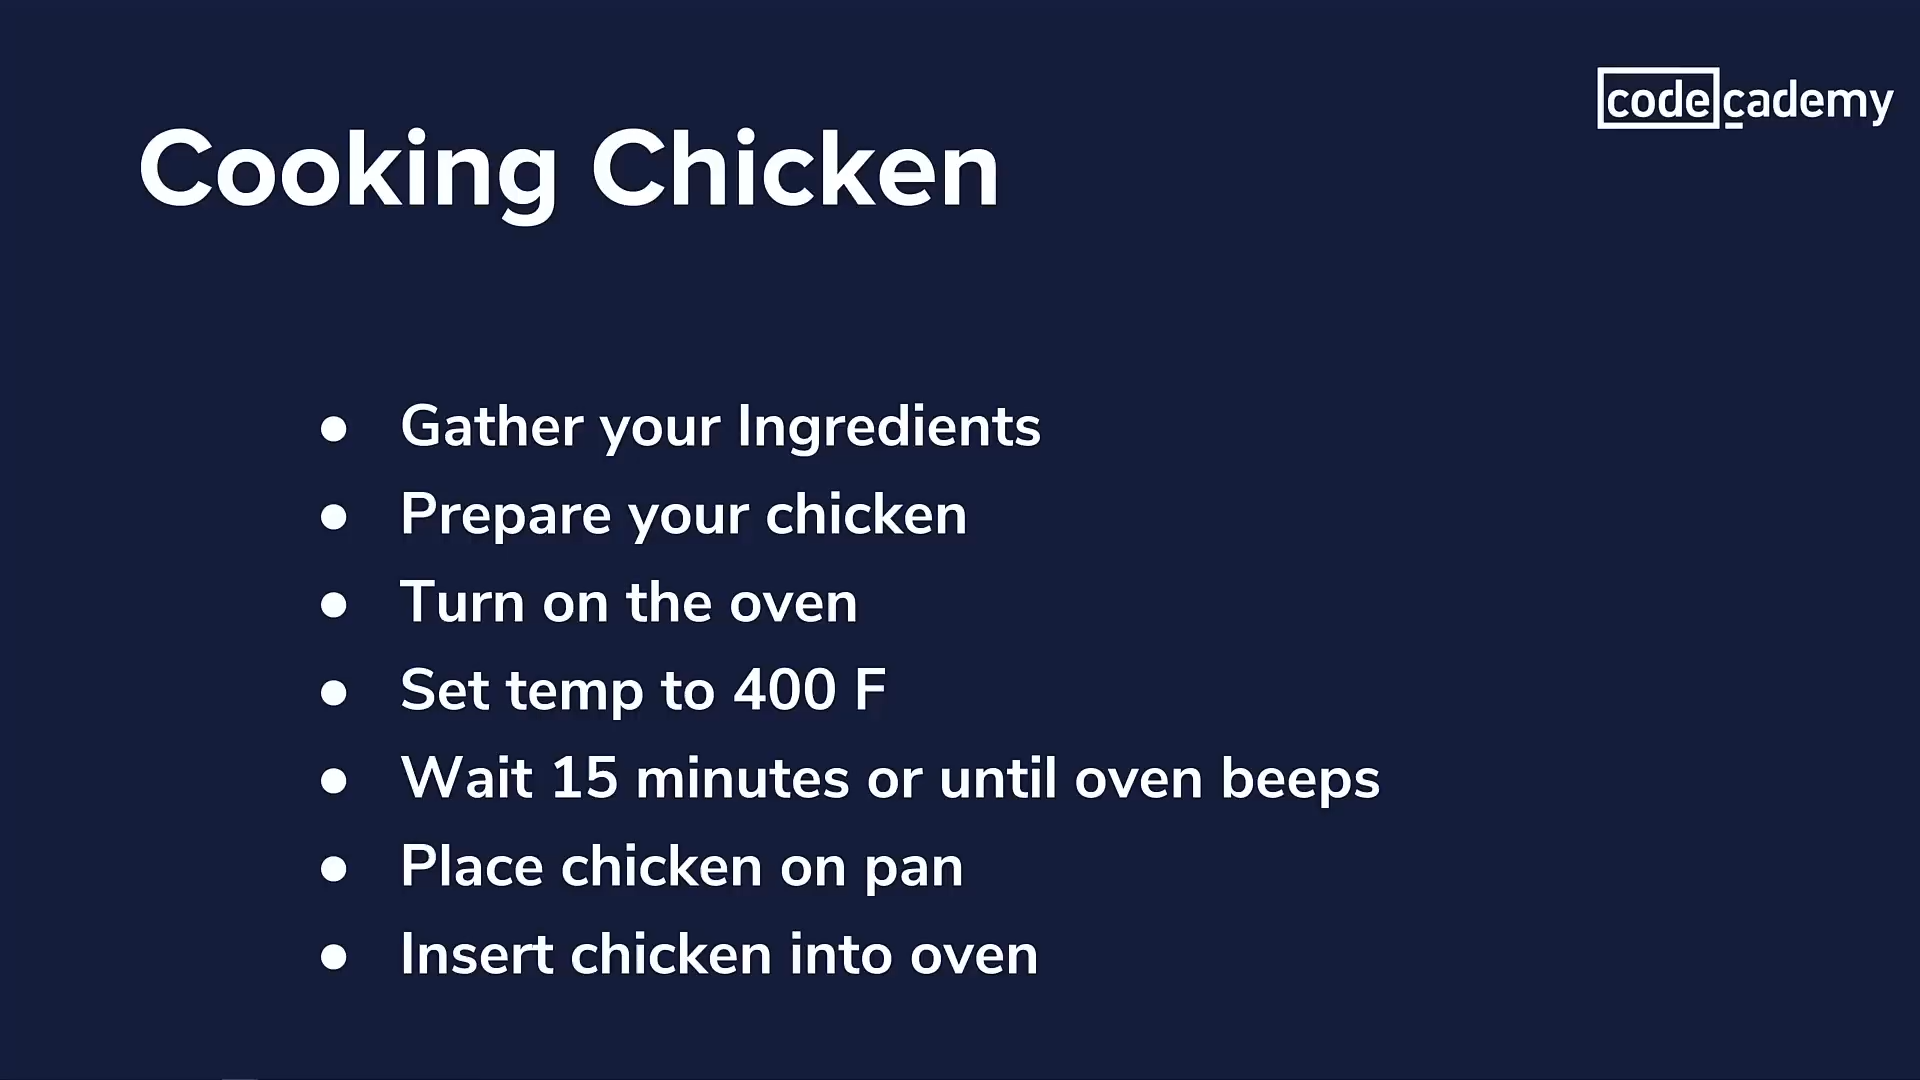 codecademy
Cooking Chicken
● Gather your Ingredients
● Prepare your chicken
● Turn on the oven
● Set temp to 400 F
● Wait 15 minutes or until oven beeps
● Place chicken on pan
● Insert chicken into oven